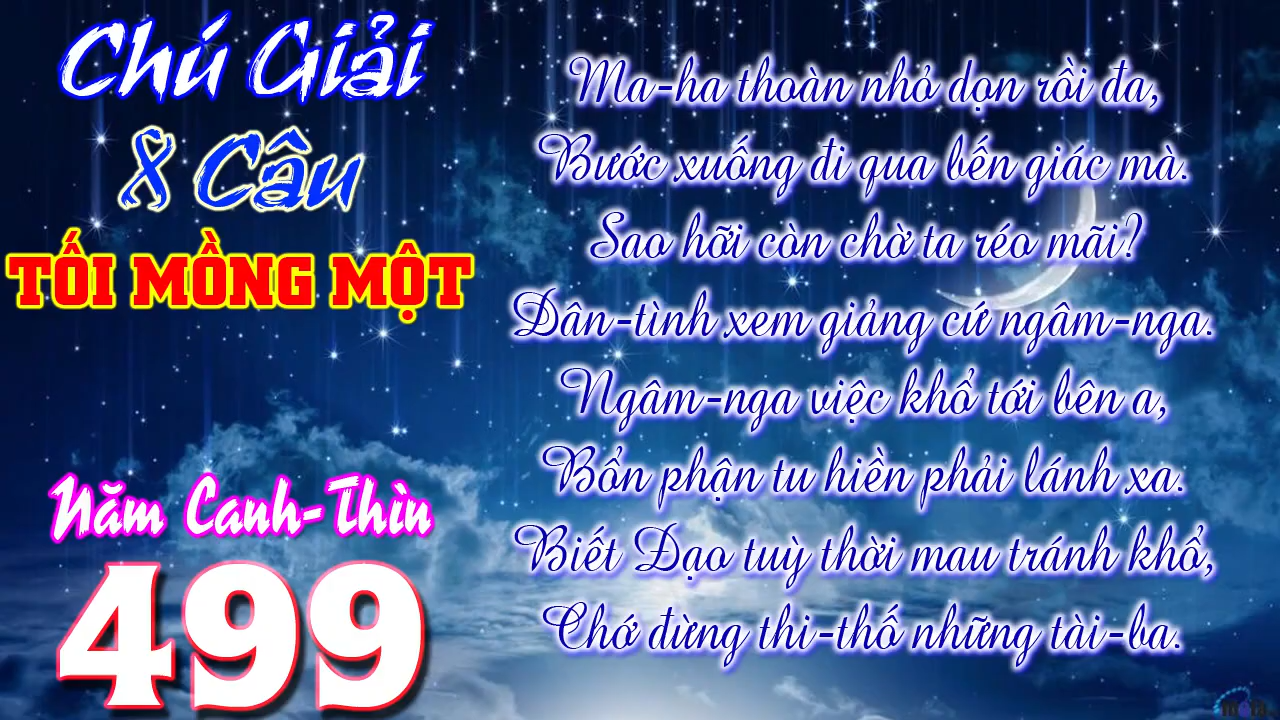 Chú Giải
8 Câu
TỐI MỒNG MỘT
Năm Canh-Thìn
499
Ma-ha thoàn nhỏ dọn rồi đa,
Bước xuống đi qua bến giác mà.
Sao hỡi còn chờ ta réo mãi?
Dân-tình xem giảng cứ ngâm-nga.
Ngâm-nga việc khổ tới bên a,
Bổn phận tu hiền phải lánh xa.
Biết Đạo tuỳ thời mau tránh khổ,
Chớ đừng thi-thố những tài-ba.